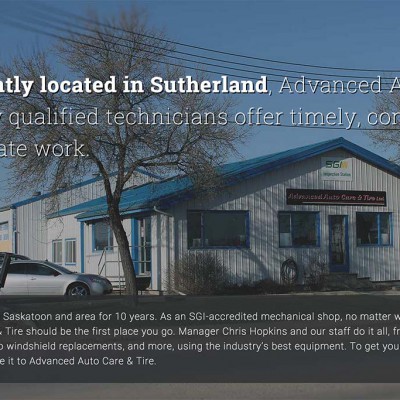 ntly located in Sutherland, Advanced A
qualified technicians offer timely, con
ate work.
SGI
Advanced Auto Care & Tire
Saskatoon and area for 10 years. As an SGI-accredited mechanical shop, no matter w
& Tire should be the first place you go. Manager Chris Hopkins and our staff do it all, fr
o windshield replacements, and more, using the industry's best equipment. To get you
e it to Advanced Auto Care & Tire.